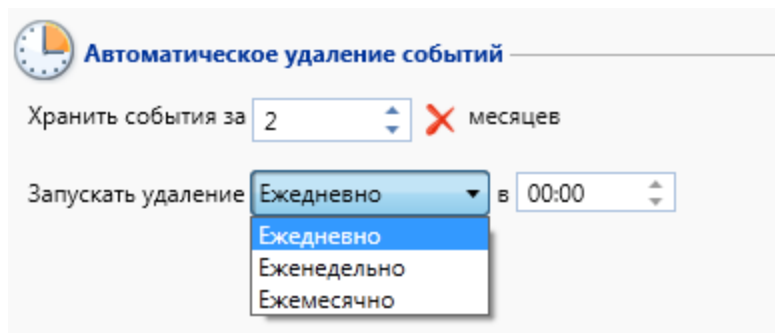 Автоматическое удаление событий
Хранить события за 2 месяцев
Запускать удаление Ежедневно в 00:00
Ежедневно
Еженедельно
Ежемесячно